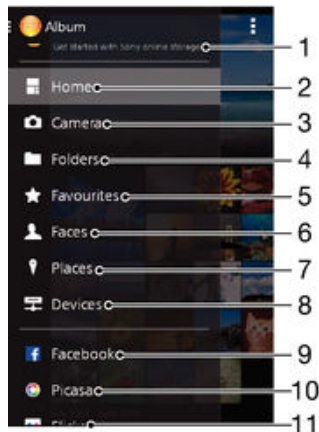 Album
Get started with Sony online storage 1
Home 2
Camera 3
Folders 4
Favourites 5
Faces 6
Places 7
Devices 8
Facebook 9
Picasa 10
11